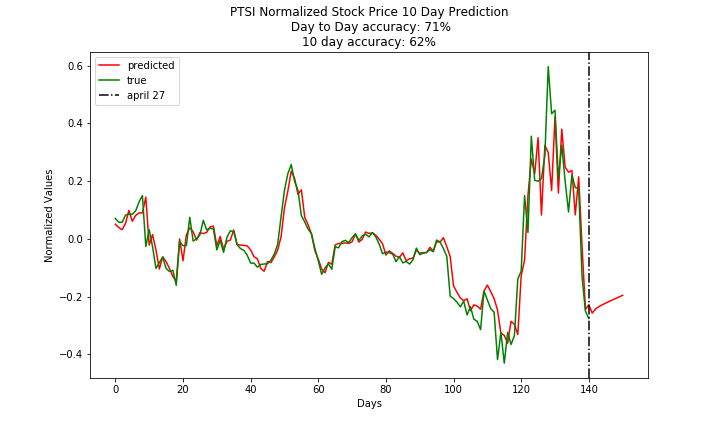 PTSI Normalized Stock Price 10 Day Prediction
Day to Day accuracy: 71%
10 day accuracy: 62%
predicted
true
april 27
Normalized Values
0.6
0.4
0.2
0.0
−0.2
−0.4
0 20 40 60 80 100 120 140
Days